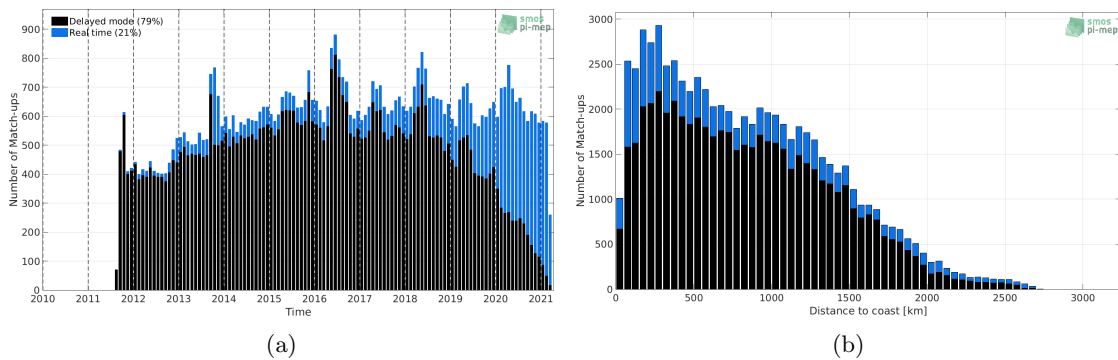 Delayed mode (79%)
Real time (21%)
smos
pi-mep
Number of Match-ups
900
800
700
600
500
400
300
200
100
0
2010 2011 2012 2013 2014 2015 2016 2017 2018 2019 2020 2021
Time
(a)
smos
pi-mep
Number of Match-ups
3000
2500
2000
1500
1000
500
0
0 500 1000 1500 2000 2500 3000
Distance to coast [km]
(b)